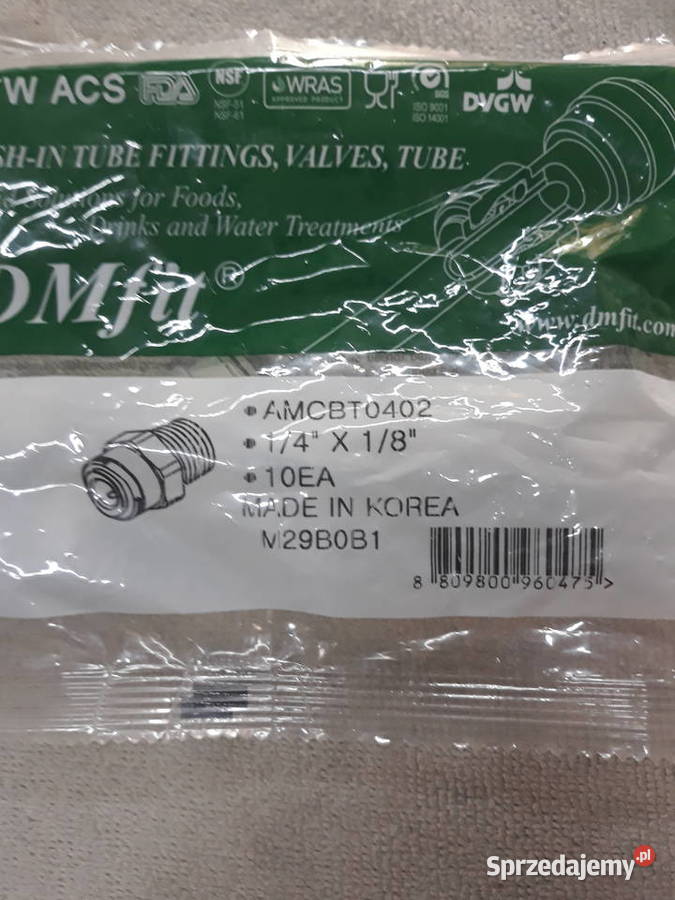 W ACS FDA NSF WRAS DVGW
NSF-51
NSF-61
APPROVED PRODUCT
SGS
ISO 9001
ISO 14001
SH-IN TUBE FITTINGS, VALVES, TUBE
Solutions for Foods,
Drinks and Water Treatments
DMfit®
www.dmfit.com
• AMCBT0402
• 1/4" X 1/8"
• 10EA
MADE IN KOREA
M29B0B1
8 809800 960475 >
Sprzedajemy.pl